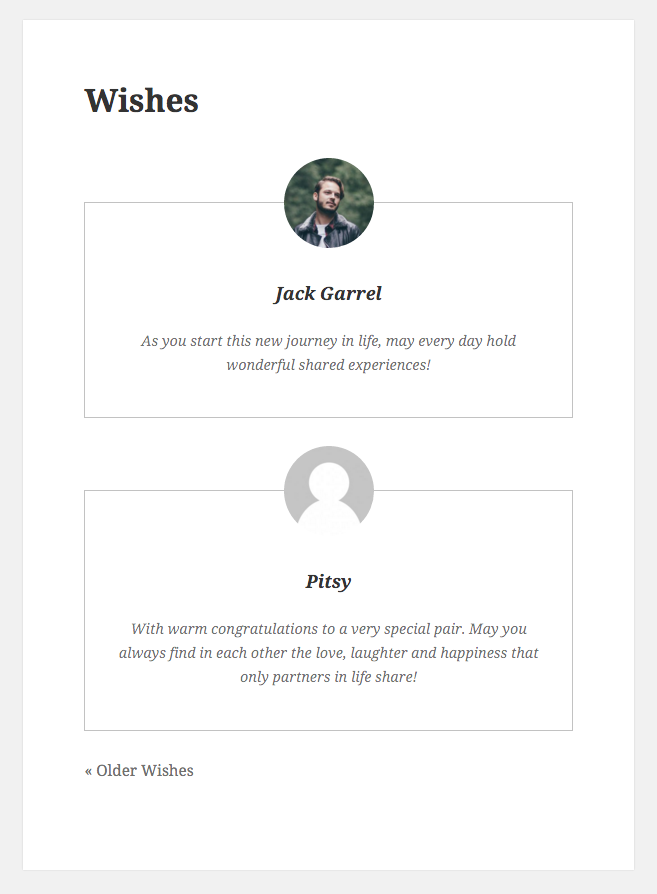 Wishes
Jack Garrel
As you start this new journey in life, may every day hold
wonderful shared experiences!
Pitsy
With warm congratulations to a very special pair. May you
always find in each other the love, laughter and happiness that
only partners in life share!
« Older Wishes